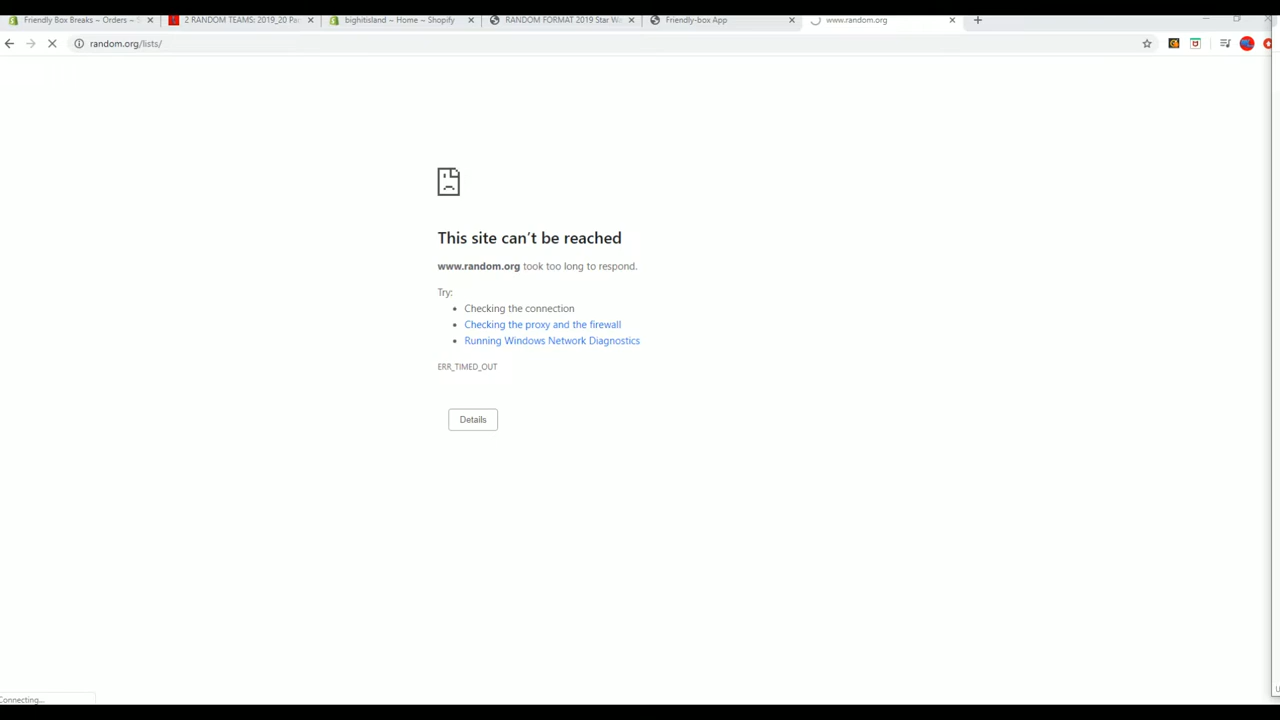 Friendly Box Breaks ~ Orders ~ S
2 RANDOM TEAMS: 2019_20 Pa
bighitisland ~ Home ~ Shopify
RANDOM FORMAT 2019 Star Wa
Friendly-box App
www.random.org
random.org/lists/
This site can't be reached
www.random.org took too long to respond.
Try:
• Checking the connection
• Checking the proxy and the firewall
• Running Windows Network Diagnostics
ERR_TIMED_OUT
Details
Connecting...